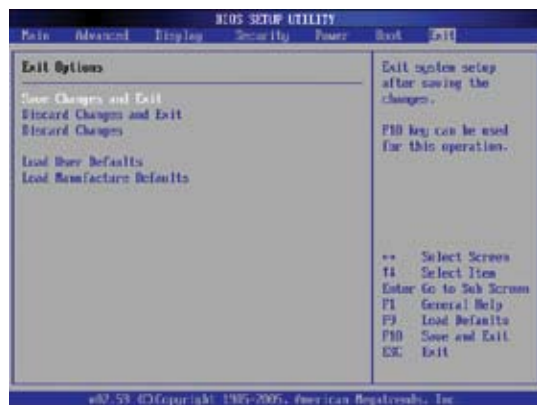 BIOS SETUP UTILITY
Main Advanced Display Security Power Boot Exit
Exit Options
Save Changes and Exit
Discard Changes and Exit
Discard Changes
Load User Defaults
Load Manufacture Defaults
Exit system setup
after saving the
changes.
F10 key can be used
for this operation.
↔ Select Screen
↑↓ Select Item
Enter Go to Sub Screen
F1 General Help
F9 Load Defaults
F10 Save and Exit
ESC Exit
v02.59 (C)Copyright 1985-2005, American Megatrends, Inc